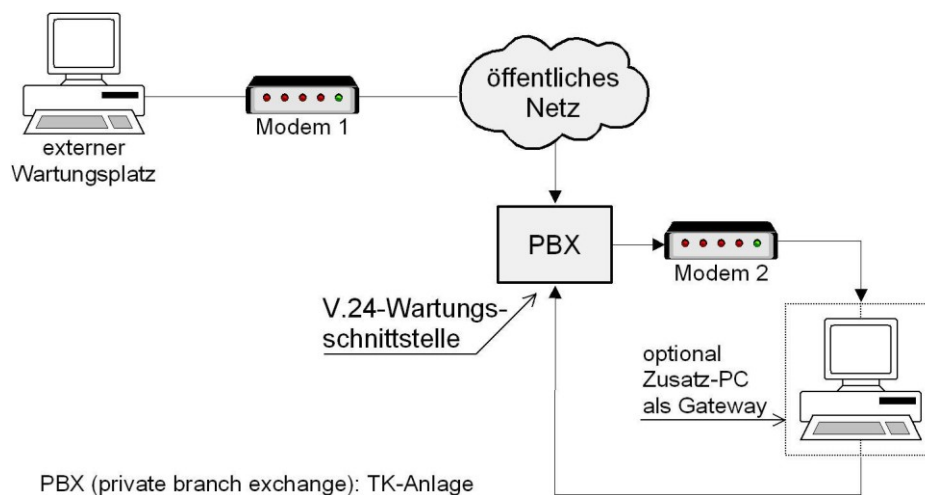 öffentliches
Netz
Modem 1
externer
Wartungsplatz
PBX
Modem 2
V.24-Wartungs-
schnittstelle
optional
Zusatz-PC
als Gateway
PBX (private branch exchange): TK-Anlage